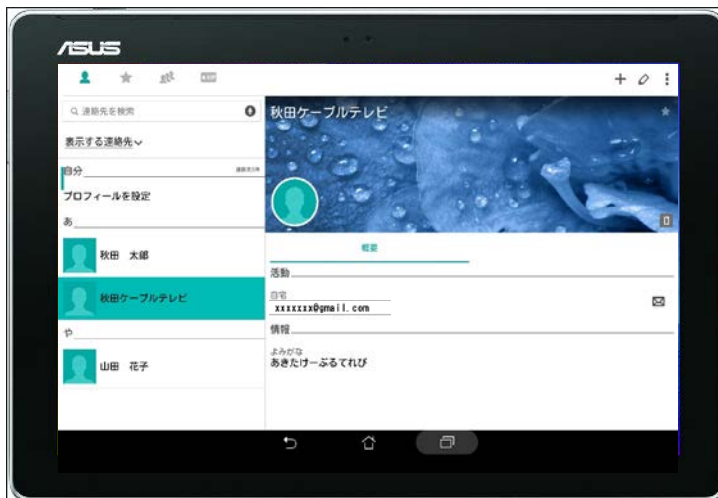 ASUS
連絡先を検索
表示する連絡先
自分
プロフィールを設定
あ
秋田 太郎
秋田ケーブルテレビ
や
山田 花子
秋田ケーブルテレビ
概要
活動
自宅
xxxxxxx@gmail.com
情報
よみがな
あきたけーぶるてれび